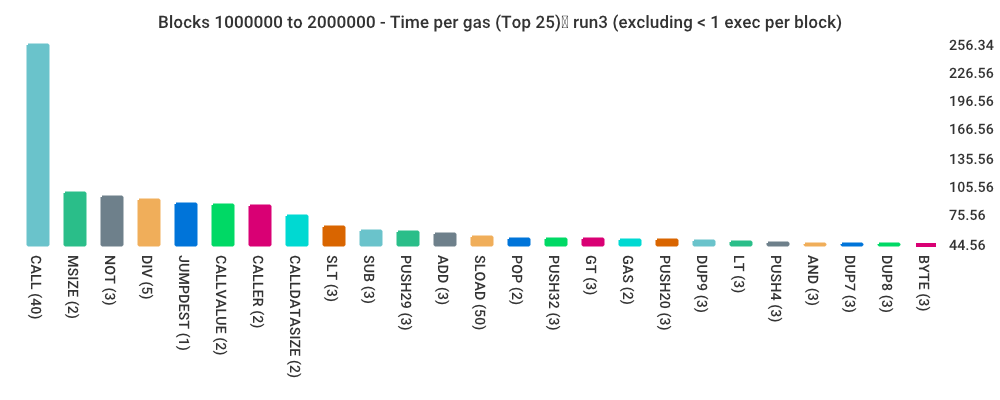 Blocks 1000000 to 2000000 - Time per gas (Top 25) run3 (excluding < 1 exec per block)
256.34
226.56
196.56
166.56
135.56
105.56
75.56
44.56
CALL (40)
MSIZE (2)
NOT (3)
DIV (5)
JUMPDEST (1)
CALLVALUE (2)
CALLER (2)
CALLDATASIZE (2)
SLT (3)
SUB (3)
PUSH29 (3)
ADD (3)
SLOAD (50)
POP (2)
PUSH32 (3)
GT (3)
GAS (2)
PUSH20 (3)
DUP9 (3)
LT (3)
PUSH4 (3)
AND (3)
DUP7 (3)
DUP8 (3)
BYTE (3)